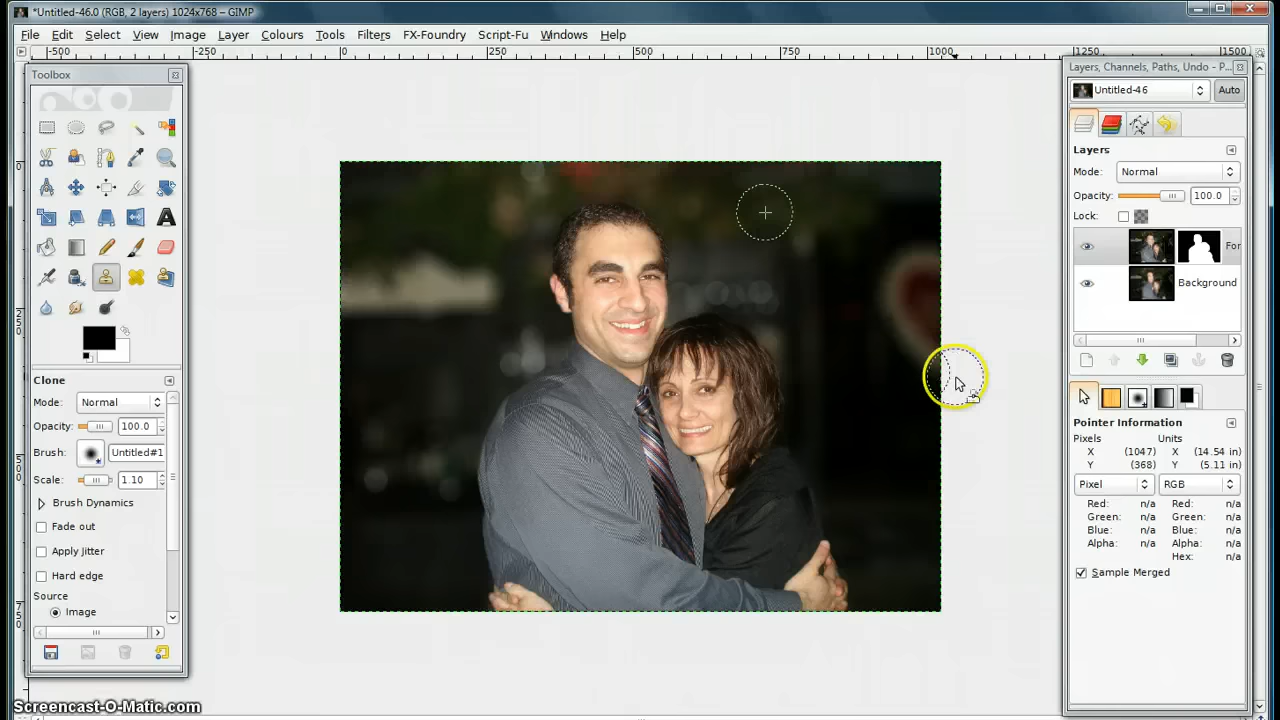 *Untitled-46.0 (RGB, 2 layers) 1024x768 – GIMP
File Edit Select View Image Layer Colours Tools Filters FX-Foundry Script-Fu Windows Help
-500 -250 0 250 500 750 1000 1250 1500
0
250
500
750
Toolbox
Clone
Mode: Normal
Opacity: 100.0
Brush: Untitled#1
Scale: 1.10
Brush Dynamics
Fade out
Apply Jitter
Hard edge
Source
Image
Layers, Channels, Paths, Undo - P...
Untitled-46 Auto
Layers
Mode: Normal
Opacity: 100.0
Lock:
For
Background
Pointer Information
Pixels Units
X (1047) (14.54 in)
Y (368) (5.11 in)
Pixel RGB
Red: n/a Red: n/a
Green: n/a Green: n/a
Blue: n/a Blue: n/a
Alpha: n/a Alpha: n/a
Hex: n/a
Sample Merged
Screencast-O-Matic.com